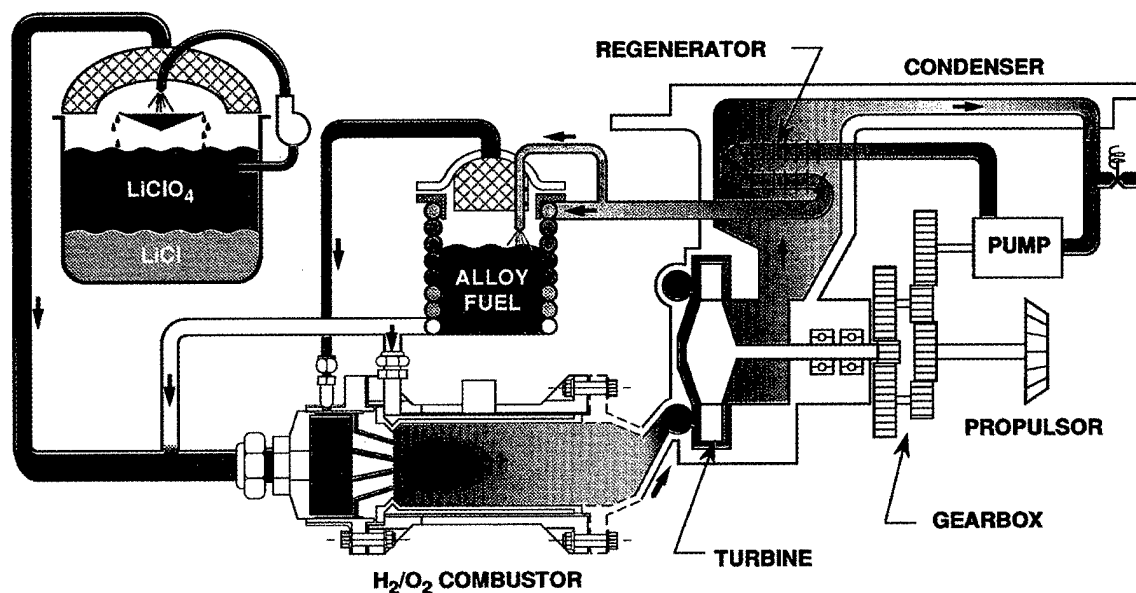 REGENERATOR
CONDENSER
LiClO₄
LiCl
ALLOY
FUEL
PUMP
PROPULSOR
GEARBOX
TURBINE
H₂/O₂ COMBUSTOR